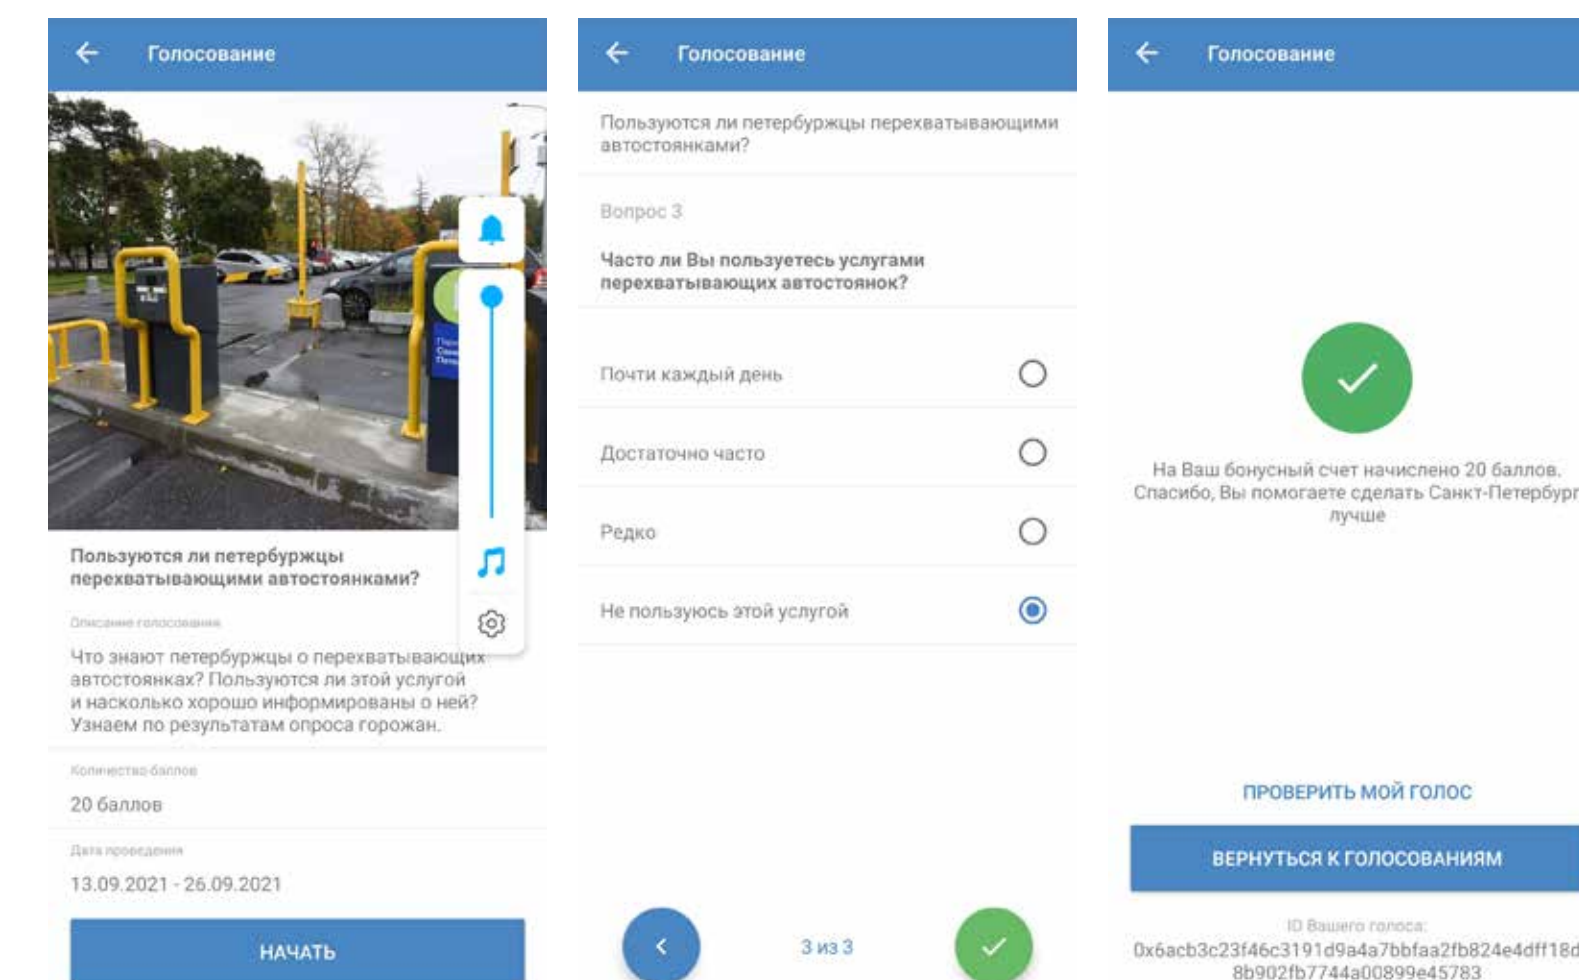 Голосование
Пользуются ли петербуржцы
перехватывающими автостоянками?
Описание голосования
Что знают петербуржцы о перехватывающих
автостоянках? Пользуются ли этой услугой
и насколько хорошо информированы о ней?
Узнаем по результатам опроса горожан.
Количество баллов
20 баллов
Дата проведения
13.09.2021 - 26.09.2021
НАЧАТЬ
Голосование
Пользуются ли петербуржцы перехватывающими
автостоянками?
Вопрос 3
Часто ли Вы пользуетесь услугами
перехватывающих автостоянок?
Почти каждый день
Достаточно часто
Редко
Не пользуюсь этой услугой
3 из 3
Голосование
На Ваш бонусный счет начислено 20 баллов.
Спасибо, Вы помогаете сделать Санкт-Петербург
лучше
ПРОВЕРИТЬ МОЙ ГОЛОС
ВЕРНУТЬСЯ К ГОЛОСОВАНИЯМ
ID Вашего голоса:
0x6acb3c23f46c3191d9a4a7bbfaa2fb824e4dff18d
8b902fb7744a00899e45783